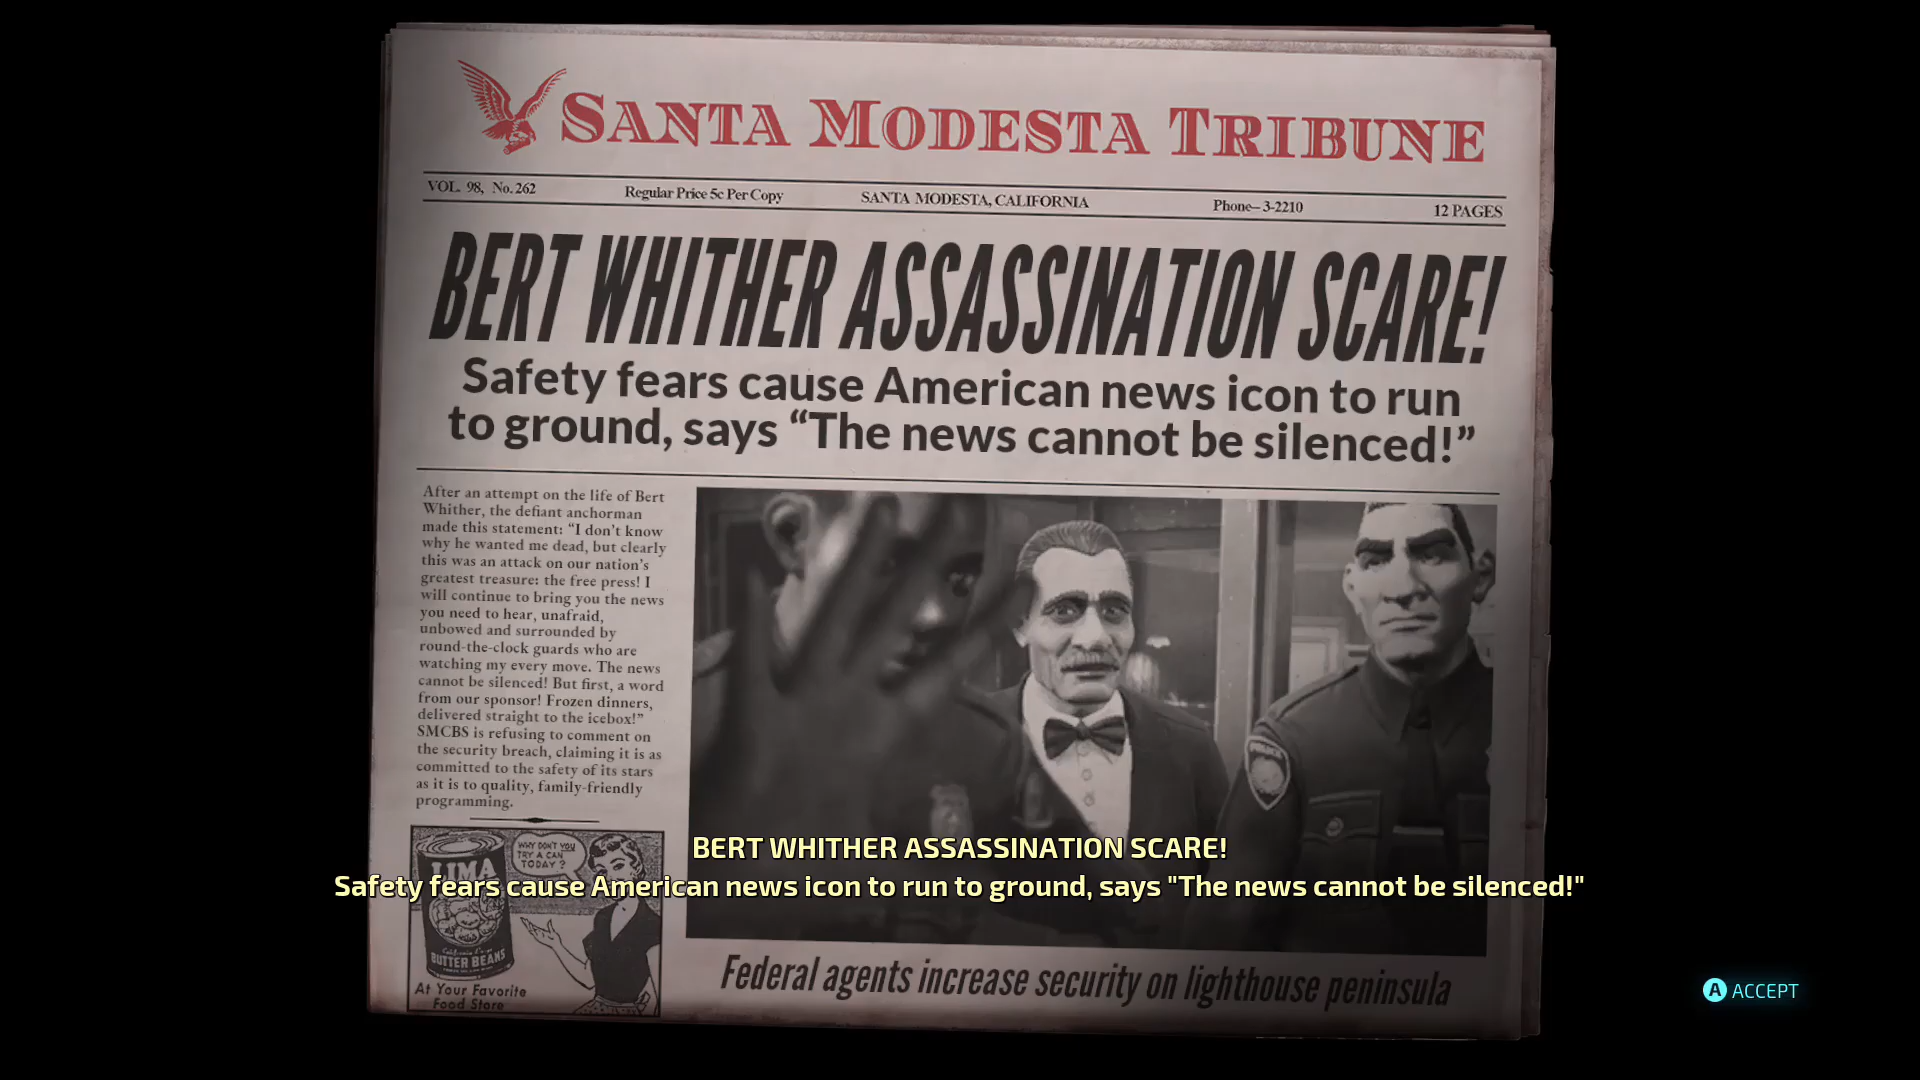 SANTA MODESTA TRIBUNE
VOL. 98, No. 262
Regular Price 5c Per Copy
SANTA MODESTA, CALIFORNIA
Phone– 3-2210
12 PAGES
BERT WHITHER ASSASSINATION SCARE!
Safety fears cause American news icon to run
to ground, says “The news cannot be silenced!”
After an attempt on the life of Bert
Whither, the defiant anchorman
made this statement: “I don’t know
why he wanted me dead, but clearly
this was an attack on our nation’s
greatest treasure: the free press! I
will continue to bring you the news
you need to hear, unafraid,
unbowed and surrounded by
round-the-clock guards who are
watching my every move. The news
cannot be silenced! But first, a word
from our sponsor! Frozen dinners,
delivered straight to the icebox!”
SMCBS is refusing to comment on
the security breach, claiming it is as
committed to the safety of its stars
as it is to quality, family-friendly
programming.
POLICE
WHY DON'T YOU
TRY A CAN
TODAY?
LIMA
BUTTER BEANS
At Your Favorite
Food Store
BERT WHITHER ASSASSINATION SCARE!
Safety fears cause American news icon to run to ground, says "The news cannot be silenced!"
Federal agents increase security on lighthouse peninsula
A ACCEPT